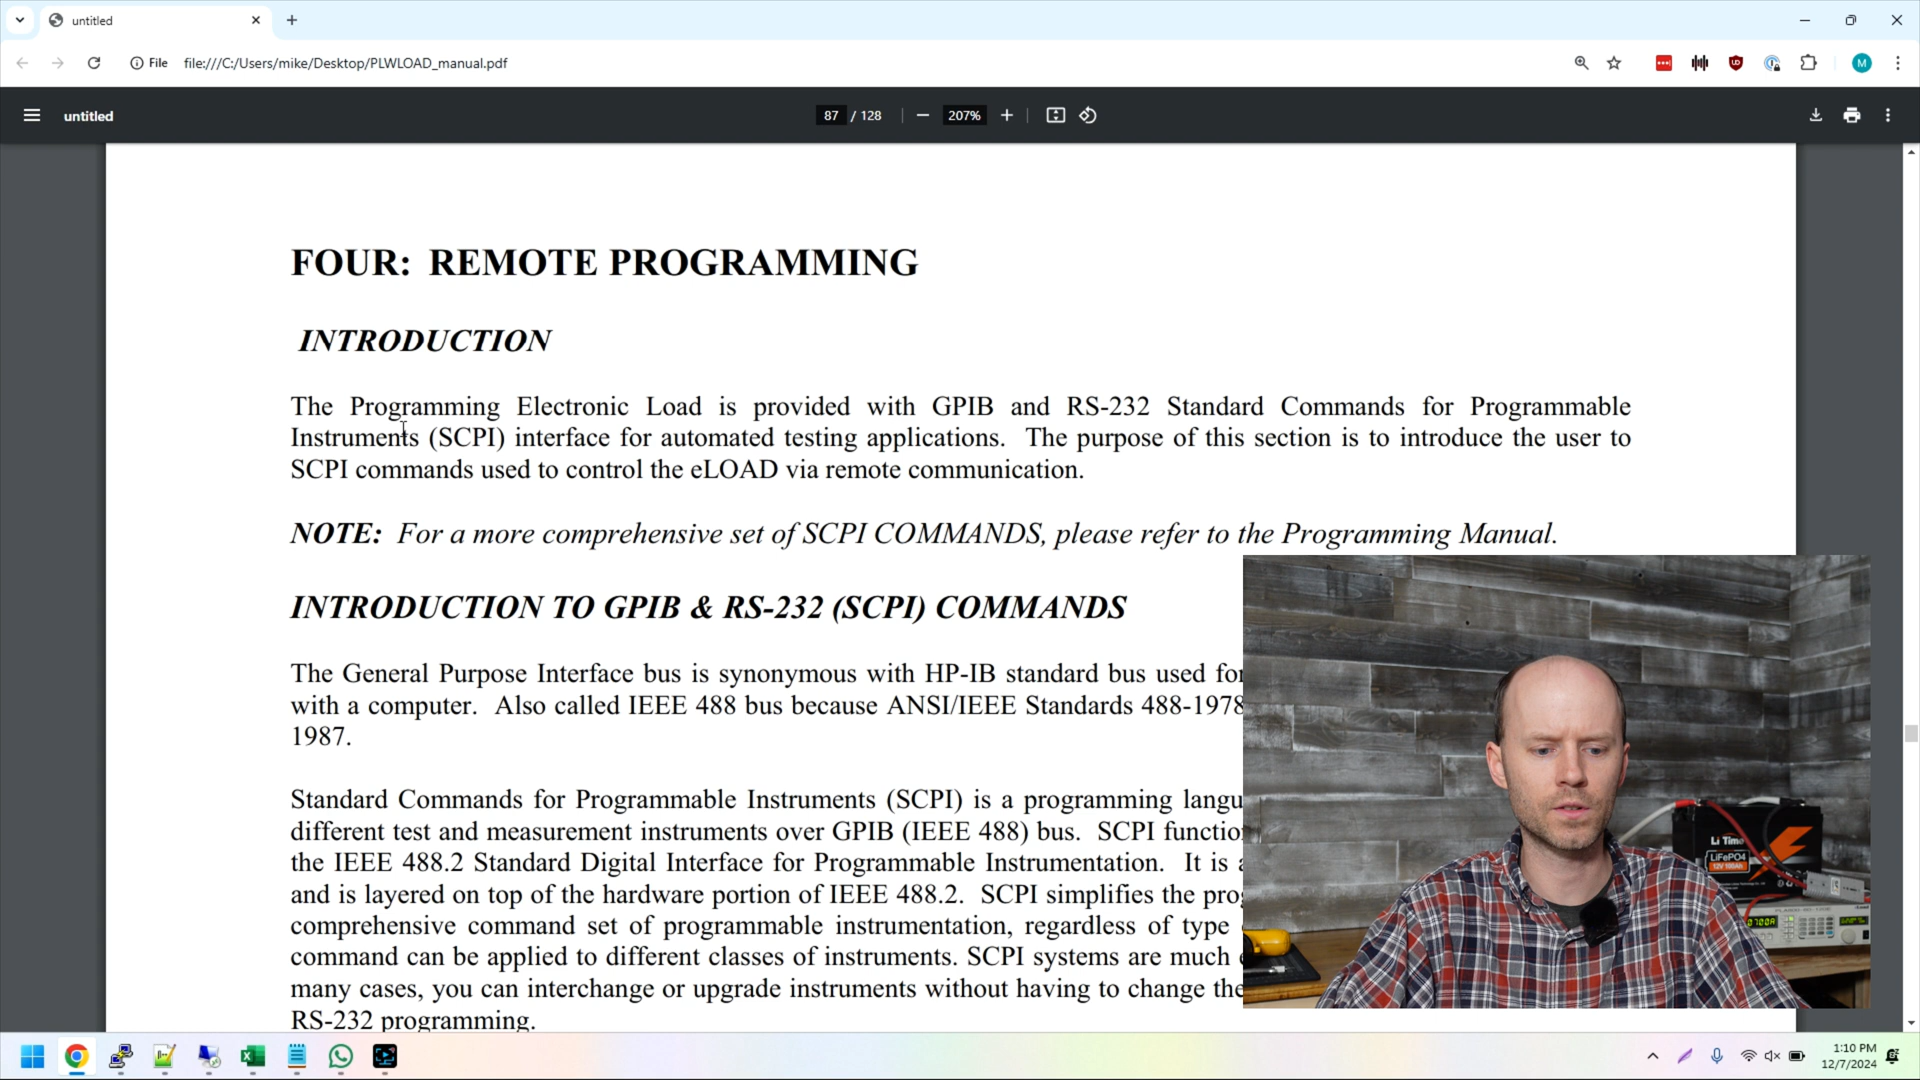 untitled
File
file:///C:/Users/mike/Desktop/PLWLOAD_manual.pdf
M
untitled
87 / 128
207%
FOUR: REMOTE PROGRAMMING
INTRODUCTION
The Programming Electronic Load is provided with GPIB and RS-232 Standard Commands for Programmable
Instruments (SCPI) interface for automated testing applications. The purpose of this section is to introduce the user to
SCPI commands used to control the eLOAD via remote communication.
NOTE: For a more comprehensive set of SCPI COMMANDS, please refer to the Programming Manual.
INTRODUCTION TO GPIB & RS-232 (SCPI) COMMANDS
The General Purpose Interface bus is synonymous with HP-IB standard bus used for
with a computer. Also called IEEE 488 bus because ANSI/IEEE Standards 488-1978
1987.
Standard Commands for Programmable Instruments (SCPI) is a programming langu
different test and measurement instruments over GPIB (IEEE 488) bus. SCPI functio
the IEEE 488.2 Standard Digital Interface for Programmable Instrumentation. It is a
and is layered on top of the hardware portion of IEEE 488.2. SCPI simplifies the prog
comprehensive command set of programmable instrumentation, regardless of type
command can be applied to different classes of instruments. SCPI systems are much
many cases, you can interchange or upgrade instruments without having to change the
RS-232 programming.
Li Time
LiFePO4
12V 100Ah
0700A
1:10 PM
12/7/2024